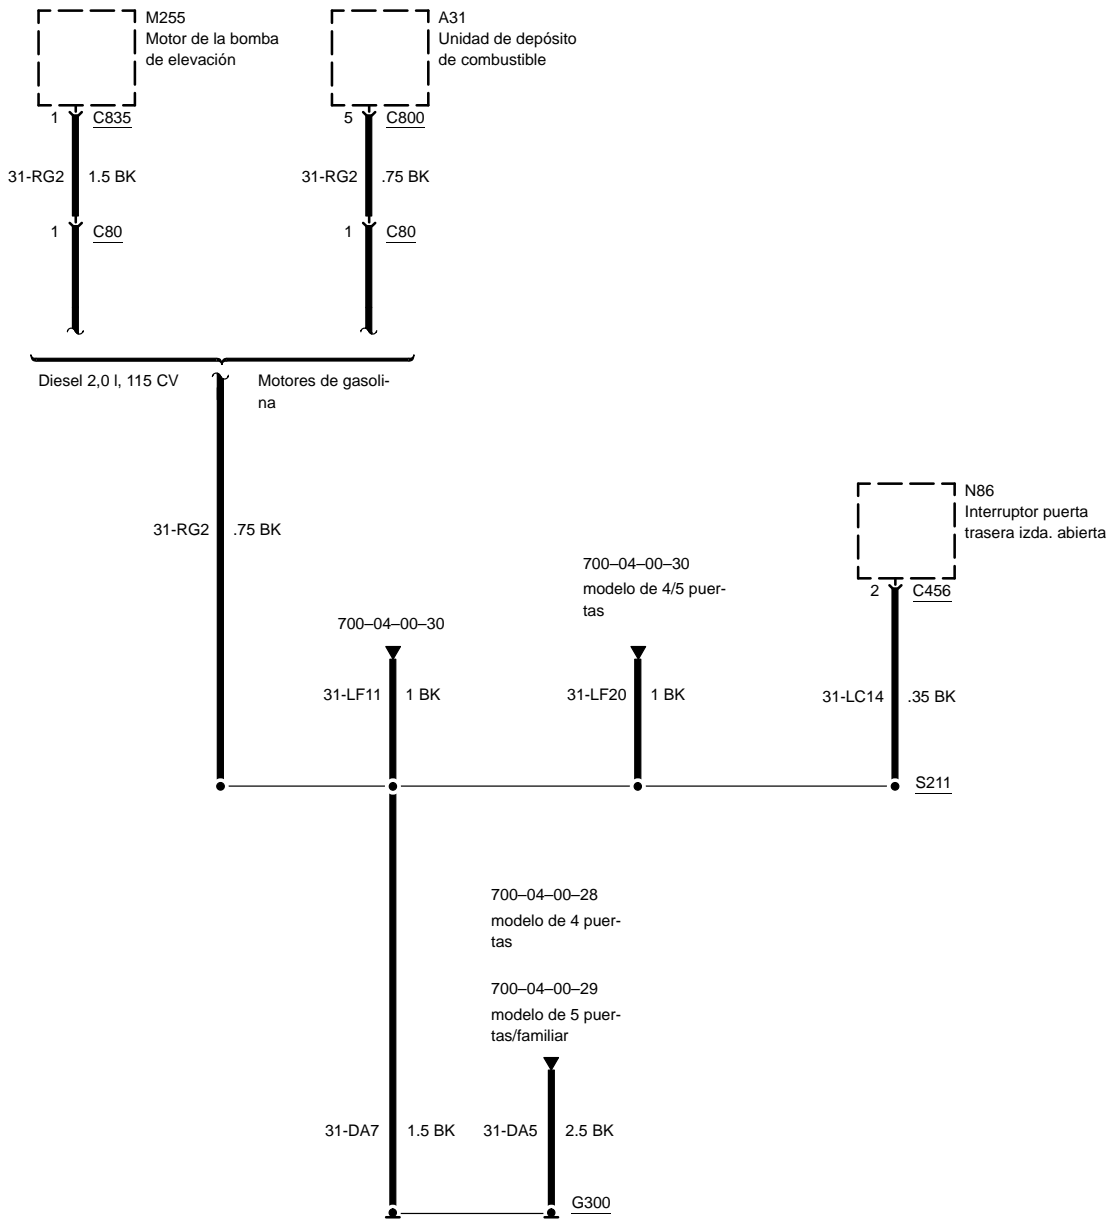 M255
Motor de la bomba
de elevación
A31
Unidad de depósito
de combustible
1 C835
5 C800
31-RG2 1.5 BK
31-RG2 .75 BK
1 C80
1 C80
Diesel 2,0 l, 115 CV
Motores de gasoli-
na
N86
Interruptor puerta
trasera izda. abierta
31-RG2 .75 BK
700–04–00–30
modelo de 4/5 puer-
tas
2 C456
700–04–00–30
31-LF11 1 BK
31-LF20 1 BK
31-LC14 .35 BK
S211
700–04–00–28
modelo de 4 puer-
tas
700–04–00–29
modelo de 5 puer-
tas/familiar
31-DA7 1.5 BK
31-DA5 2.5 BK
G300